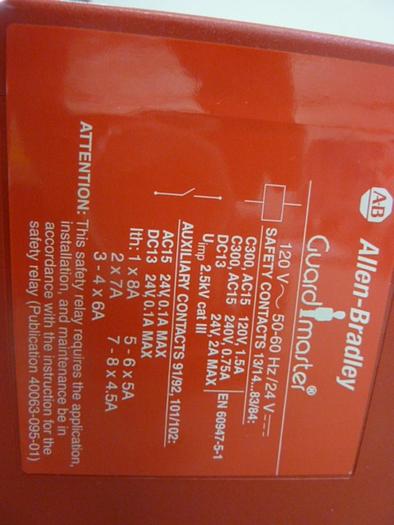 A-B Allen-Bradley
Guardmaster®
120 V~ 50-60 Hz/24 V
SAFETY CONTACTS 13/14...83/84:
C300, AC15 120V, 1.5A
C300, AC15 240V, 0.75A
DC13 24V 2A MAX EN 60947-5-1
Uimp 2.5kV cat III
AUXILIARY CONTACTS 91/92, 101/102:
AC15 24V, 0.1A MAX
DC13 24V, 0.1A MAX
Ith: 1 x 8A 5 - 6 x 5A
2 x 7A 7 - 8 x 4.5A
3 - 4 x 6A
ATTENTION: This safety relay requires the application,
installation, and maintenance be in
accordance with the instruction for the
safety relay (Publication 40063-095-01)